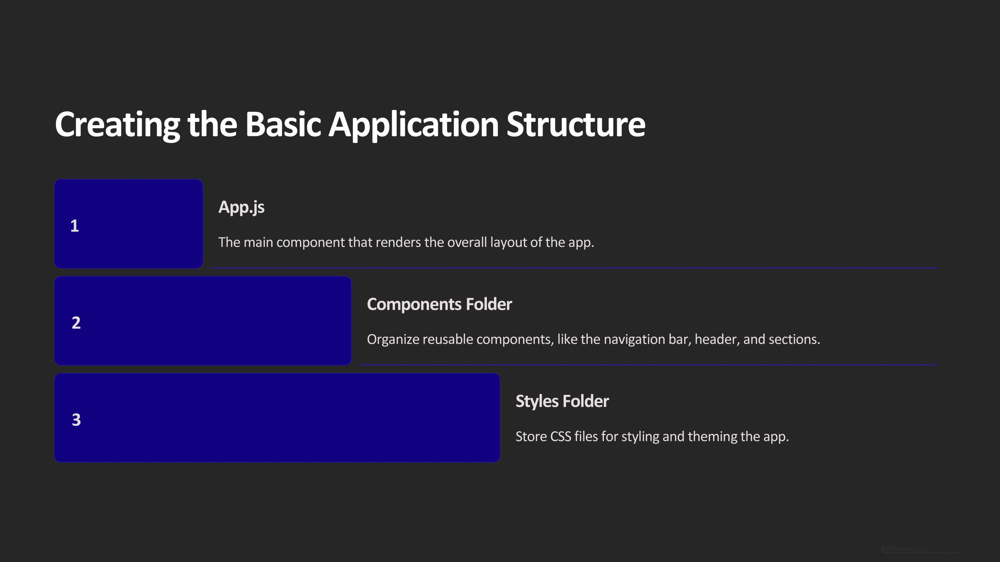 Creating the Basic Application Structure
1
App.js
The main component that renders the overall layout of the app.
2
Components Folder
Organize reusable components, like the navigation bar, header, and sections.
3
Styles Folder
Store CSS files for styling and theming the app.